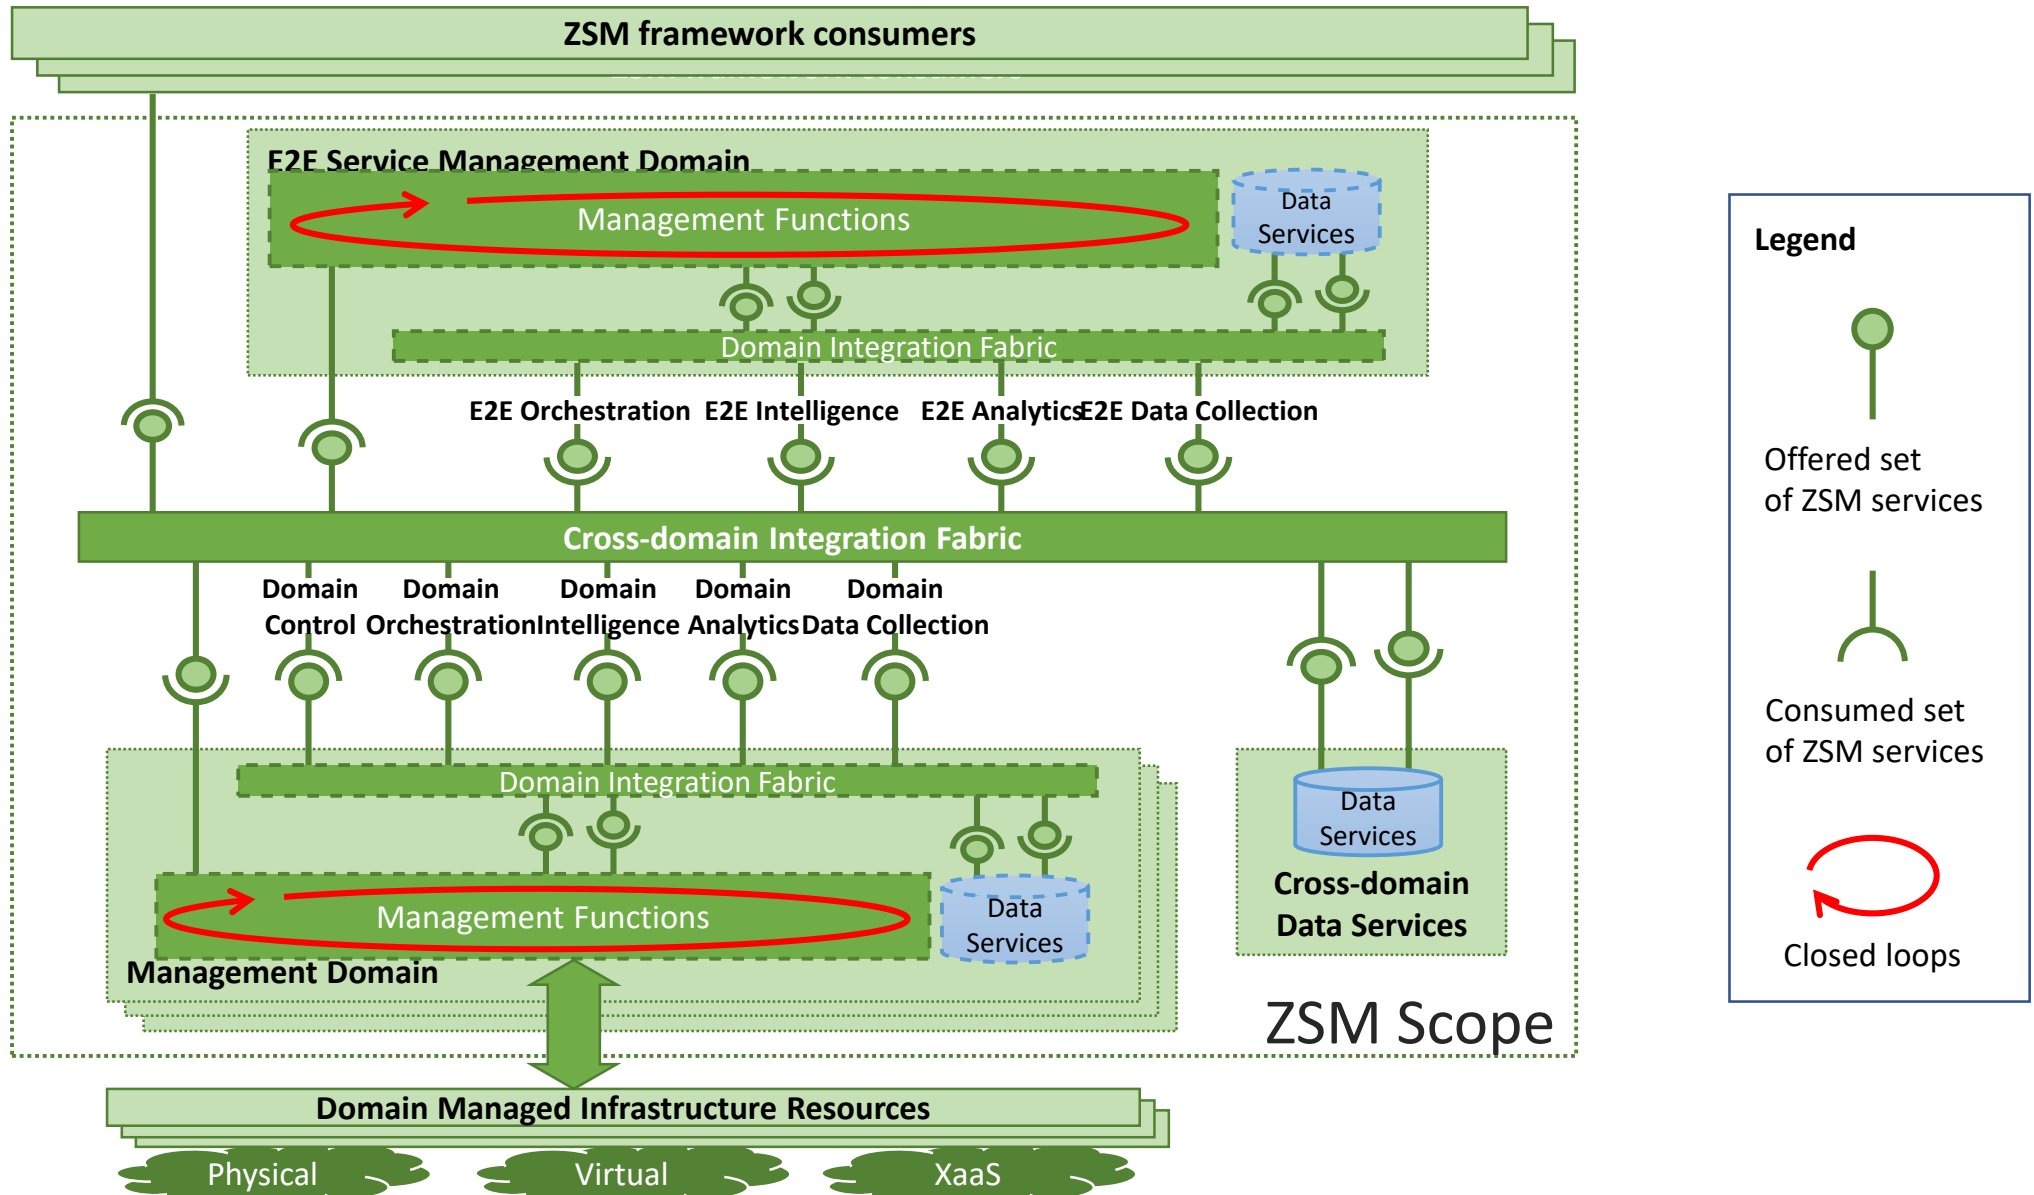 ZSM framework consumers
E2E Service Management Domain
Management Functions
Data
Services
Domain Integration Fabric
E2E Orchestration
E2E Intelligence
E2E Analytics
E2E Data Collection
Cross-domain Integration Fabric
Domain
Control
Domain
Orchestration
Domain
Intelligence
Domain
Analytics
Domain
Data Collection
Domain Integration Fabric
Management Functions
Data
Services
Management Domain
Data
Services
Cross-domain
Data Services
ZSM Scope
Domain Managed Infrastructure Resources
Physical
Virtual
XaaS
Legend
Offered set
of ZSM services
Consumed set
of ZSM services
Closed loops